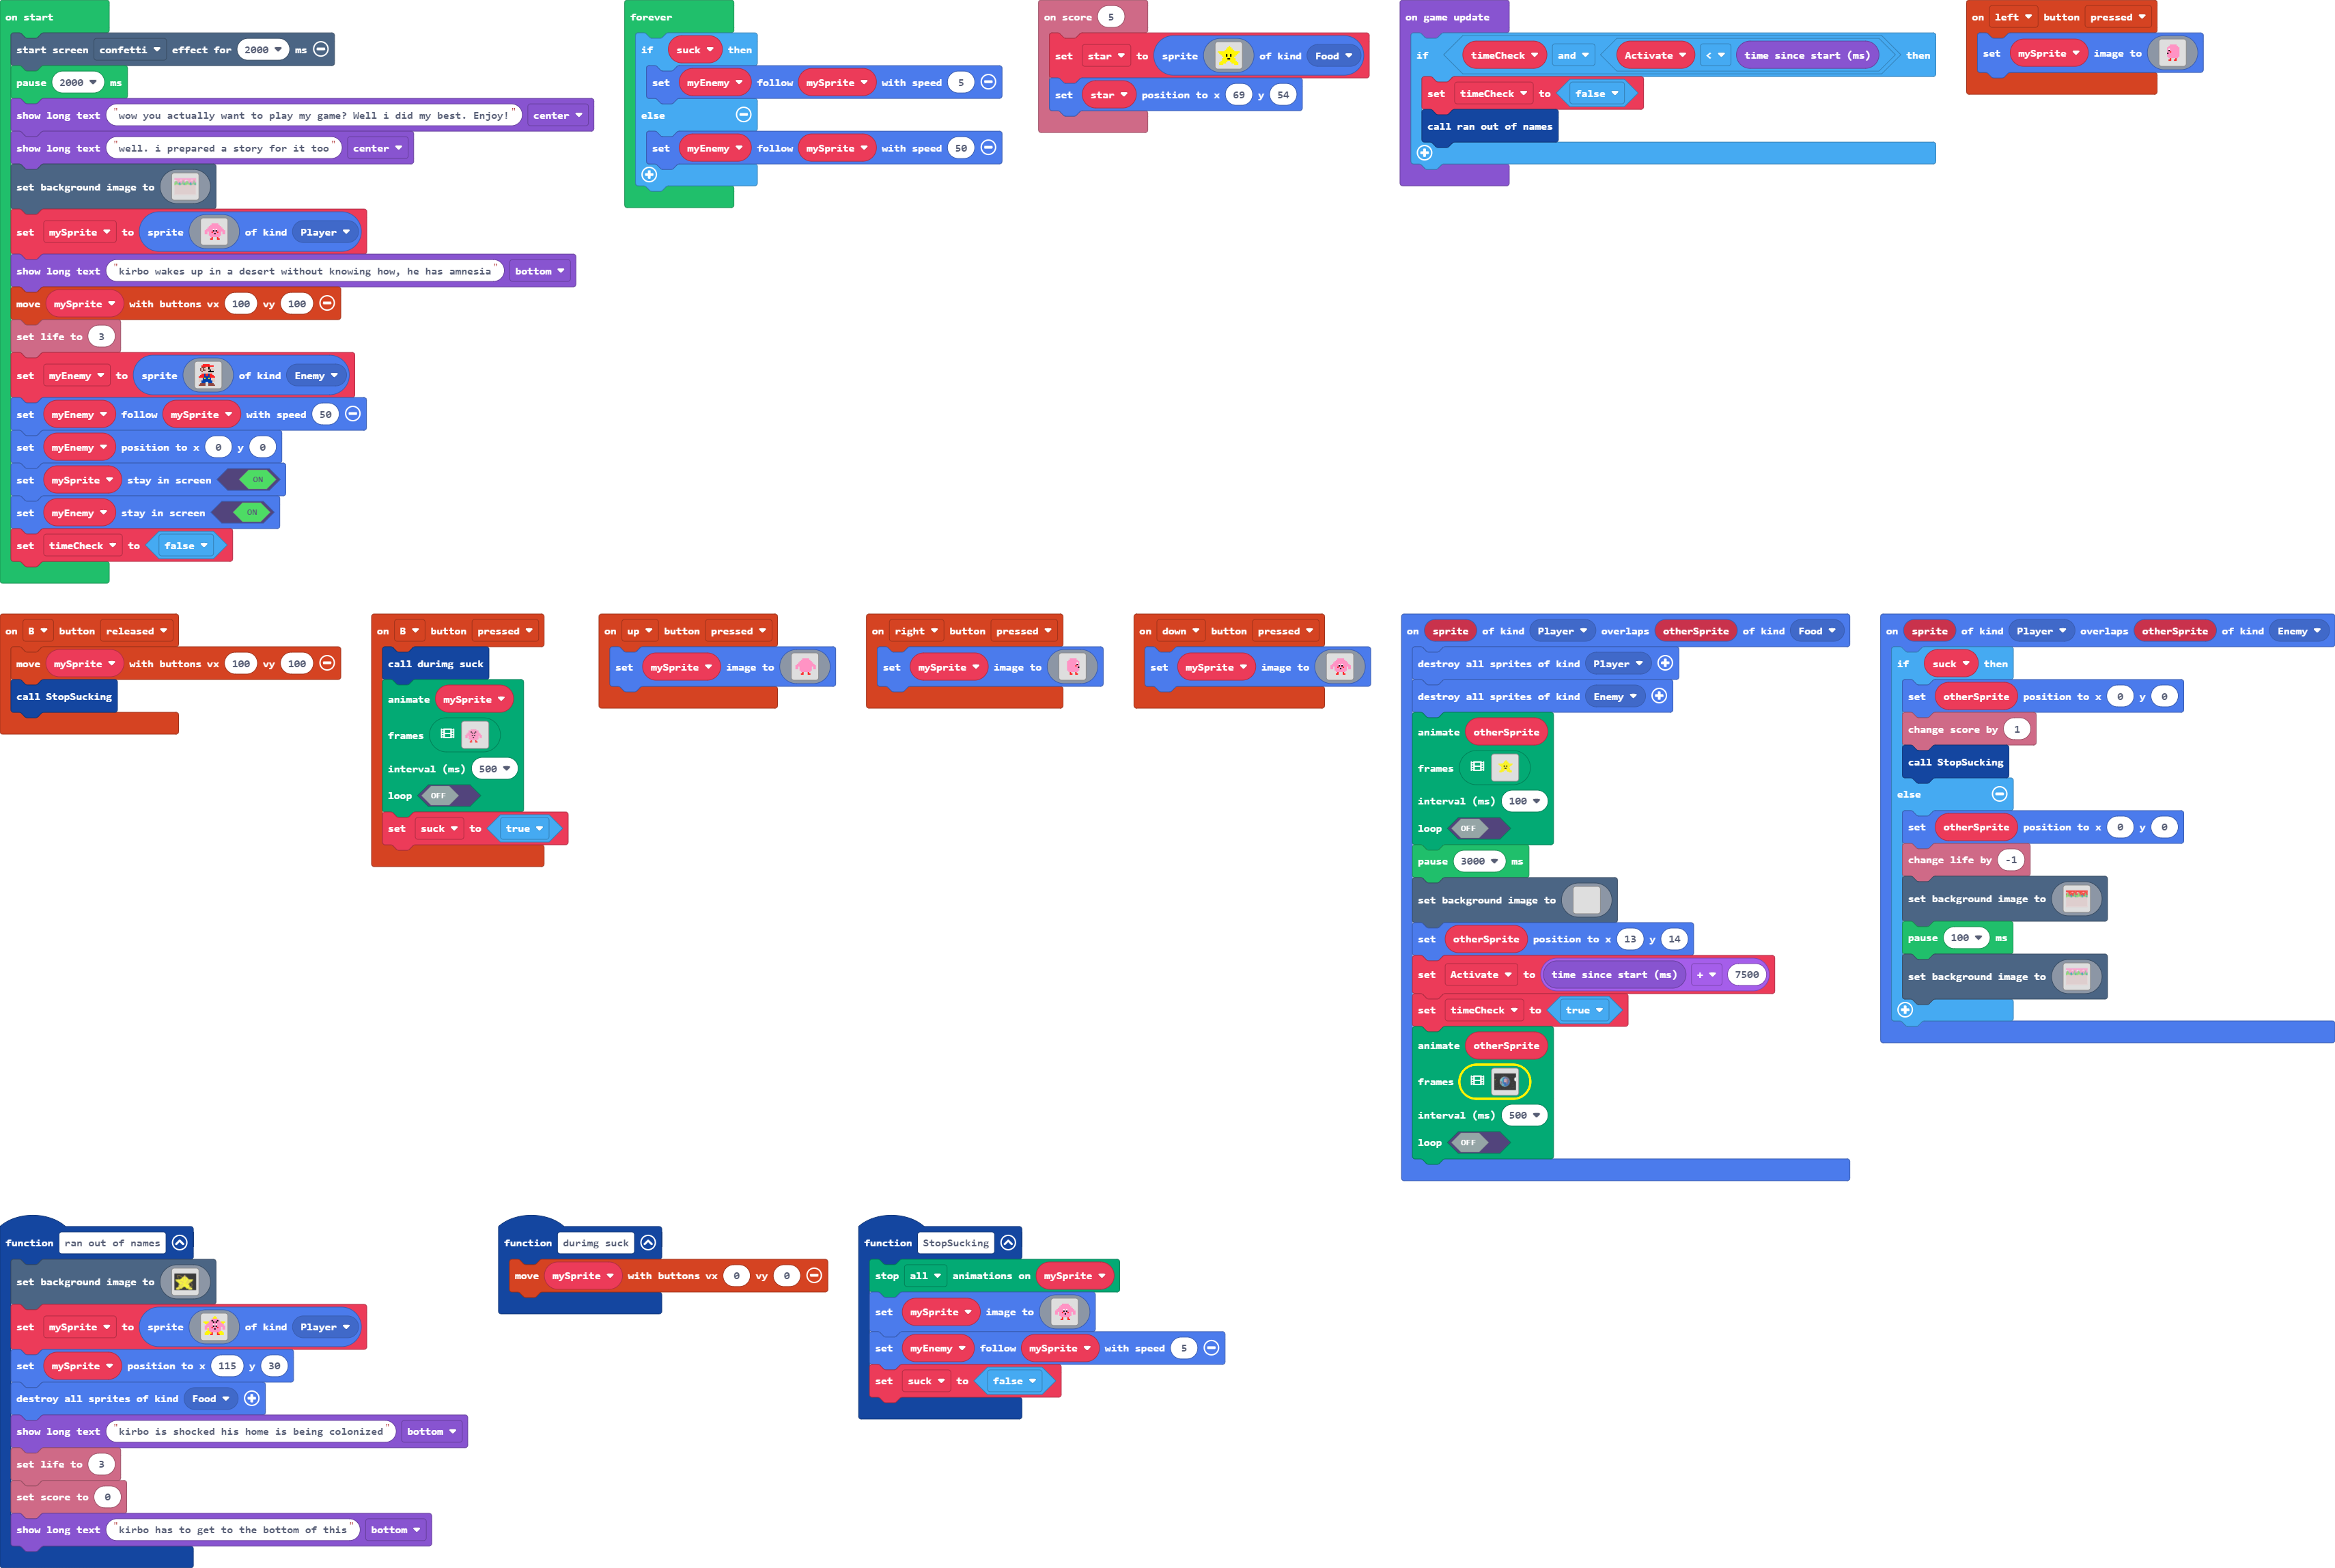 on start
start screen confetti effect for 2000 ms
pause 2000 ms
show long text "wow you actually want to play my game? Well i did my best. Enjoy!" center
show long text "well. i prepared a story for it too" center
set background image to
set mySprite to sprite of kind Player
show long text "kirbo wakes up in a desert without knowing how, he has amnesia" bottom
move mySprite with buttons vx 100 vy 100
set life to 3
set myEnemy to sprite of kind Enemy
set myEnemy follow mySprite with speed 50
set myEnemy position to x 0 y 0
set mySprite stay in screen ON
set myEnemy stay in screen ON
set timeCheck to false
forever
if suck then
set myEnemy follow mySprite with speed 5
else
set myEnemy follow mySprite with speed 50
on score 5
set star to sprite of kind Food
set star position to x 69 y 54
on game update
if timeCheck and Activate < time since start (ms) then
set timeCheck to false
call ran out of names
on left button pressed
set mySprite image to
on B button released
move mySprite with buttons vx 100 vy 100
call StopSucking
on B button pressed
call durimg suck
animate mySprite
frames
interval (ms) 500
loop OFF
set suck to true
on up button pressed
set mySprite image to
on right button pressed
set mySprite image to
on down button pressed
set mySprite image to
on sprite of kind Player overlaps otherSprite of kind Food
destroy all sprites of kind Player
destroy all sprites of kind Enemy
animate otherSprite
frames
interval (ms) 100
loop OFF
pause 3000 ms
set background image to
set otherSprite position to x 13 y 14
set Activate to time since start (ms) + 7500
set timeCheck to true
animate otherSprite
frames
interval (ms) 500
loop OFF
on sprite of kind Player overlaps otherSprite of kind Enemy
if suck then
set otherSprite position to x 0 y 0
change score by 1
call StopSucking
else
set otherSprite position to x 0 y 0
change life by -1
set background image to
pause 100 ms
set background image to
function ran out of names
set background image to
set mySprite to sprite of kind Player
set mySprite position to x 115 y 30
destroy all sprites of kind Food
show long text "kirbo is shocked his home is being colonized" bottom
set life to 3
set score to 0
show long text "kirbo has to get to the bottom of this" bottom
function durimg suck
move mySprite with buttons vx 0 vy 0
function StopSucking
stop all animations on mySprite
set mySprite image to
set myEnemy follow mySprite with speed 5
set suck to false